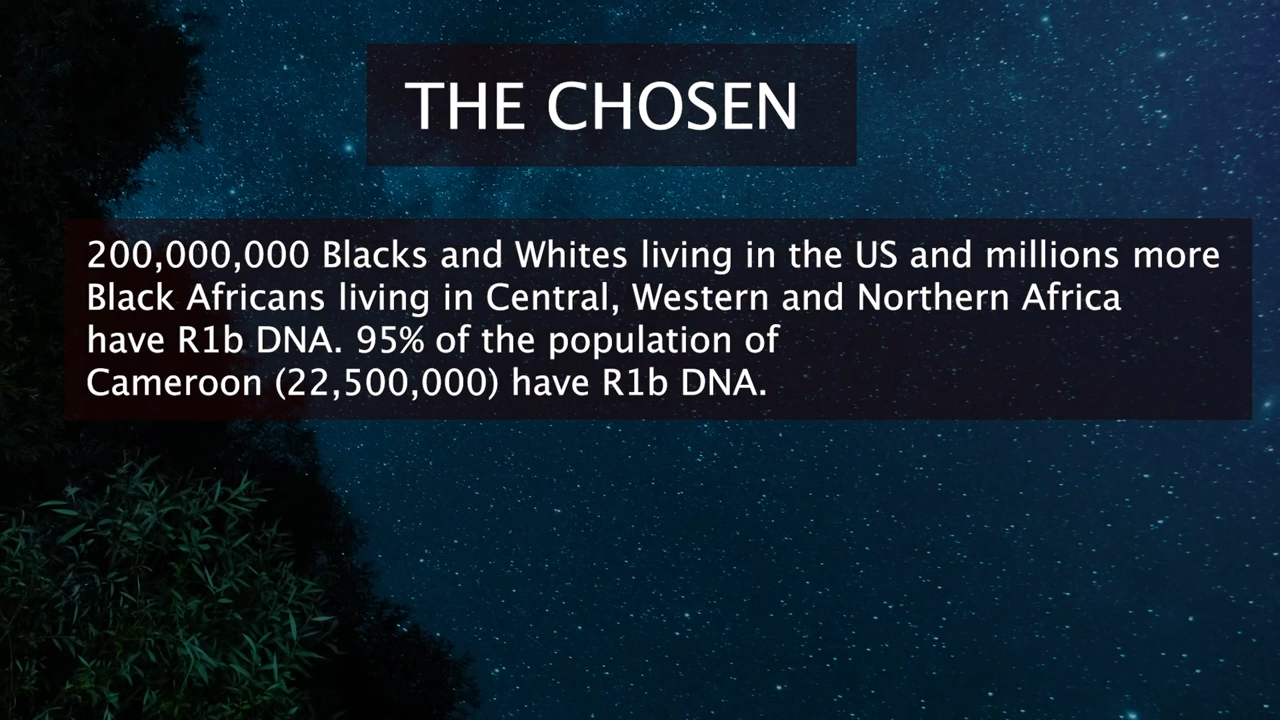 THE CHOSEN
200,000,000 Blacks and Whites living in the US and millions more
Black Africans living in Central, Western and Northern Africa
have R1b DNA. 95% of the population of
Cameroon (22,500,000) have R1b DNA.